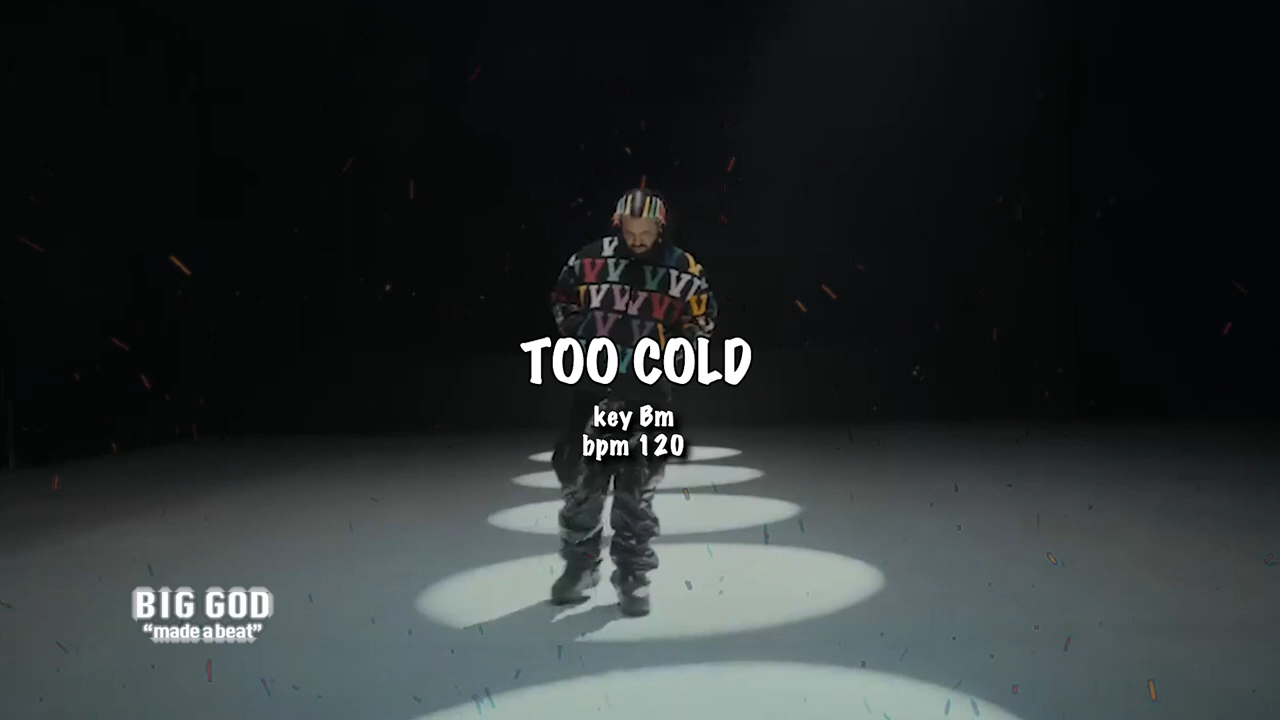 TOO COLD
key Bm
bpm 120
BIG GOD
“made a beat”